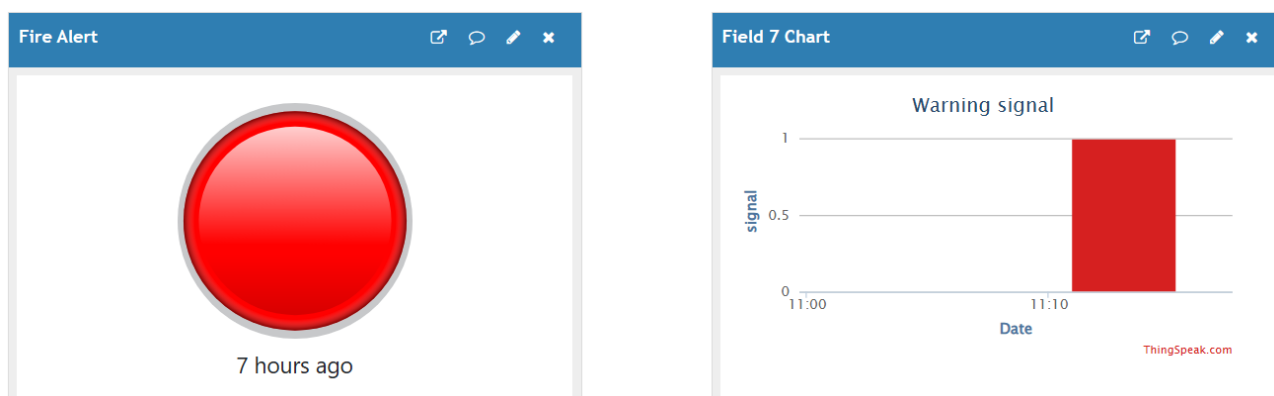 Fire Alert
7 hours ago
Field 7 Chart
Warning signal
1
0.5
0
signal
11:00
11:10
Date
ThingSpeak.com